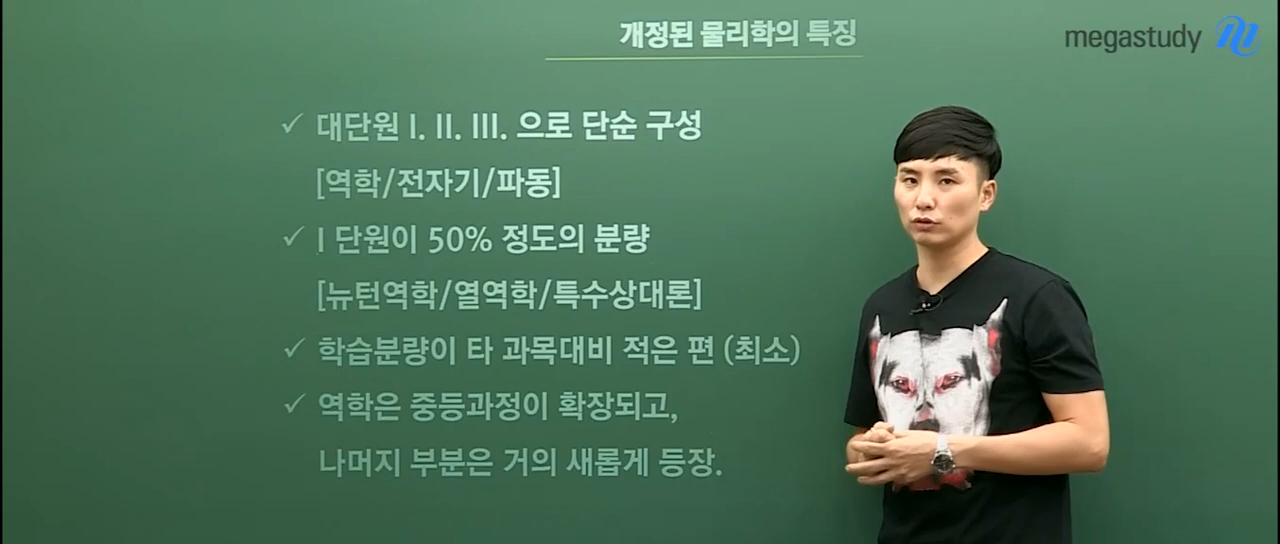 개정된 물리학의 특징
megastudy
✓ 대단원 I. II. III. 으로 단순 구성
[역학/전자기/파동]
✓ I 단원이 50% 정도의 분량
[뉴턴역학/열역학/특수상대론]
✓ 학습분량이 타 과목대비 적은 편 (최소)
✓ 역학은 중등과정이 확장되고,
나머지 부분은 거의 새롭게 등장.